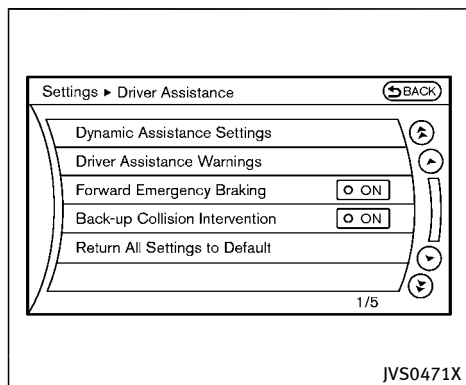 Settings ▸ Driver Assistance
BACK
Dynamic Assistance Settings
Driver Assistance Warnings
Forward Emergency Braking ON
Back-up Collision Intervention ON
Return All Settings to Default
1/5
JVS0471X